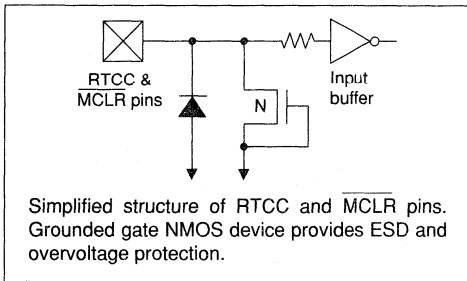 RTCC &
MCLR pins
N
Input
buffer
Simplified structure of RTCC and MCLR pins.
Grounded gate NMOS device provides ESD and
overvoltage protection.